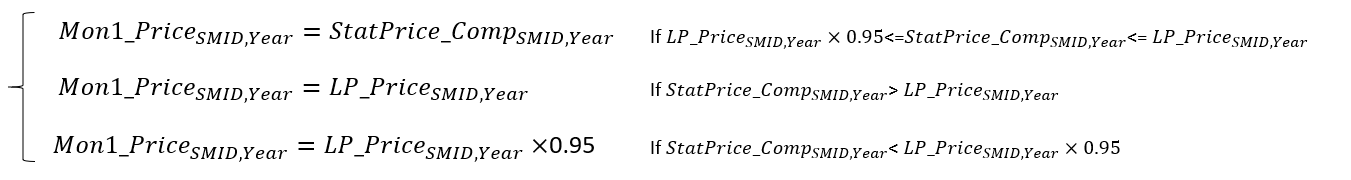 Mon1_Price_{SMID,Year} = StatPrice_Comp_{SMID,Year} If LP_Price_{SMID,Year} × 0.95<=StatPrice_Comp_{SMID,Year}<= LP_Price_{SMID,Year}
Mon1_Price_{SMID,Year} = LP_Price_{SMID,Year} If StatPrice_Comp_{SMID,Year}> LP_Price_{SMID,Year}
Mon1_Price_{SMID,Year} = LP_Price_{SMID,Year} ×0.95 If StatPrice_Comp_{SMID,Year}< LP_Price_{SMID,Year} × 0.95